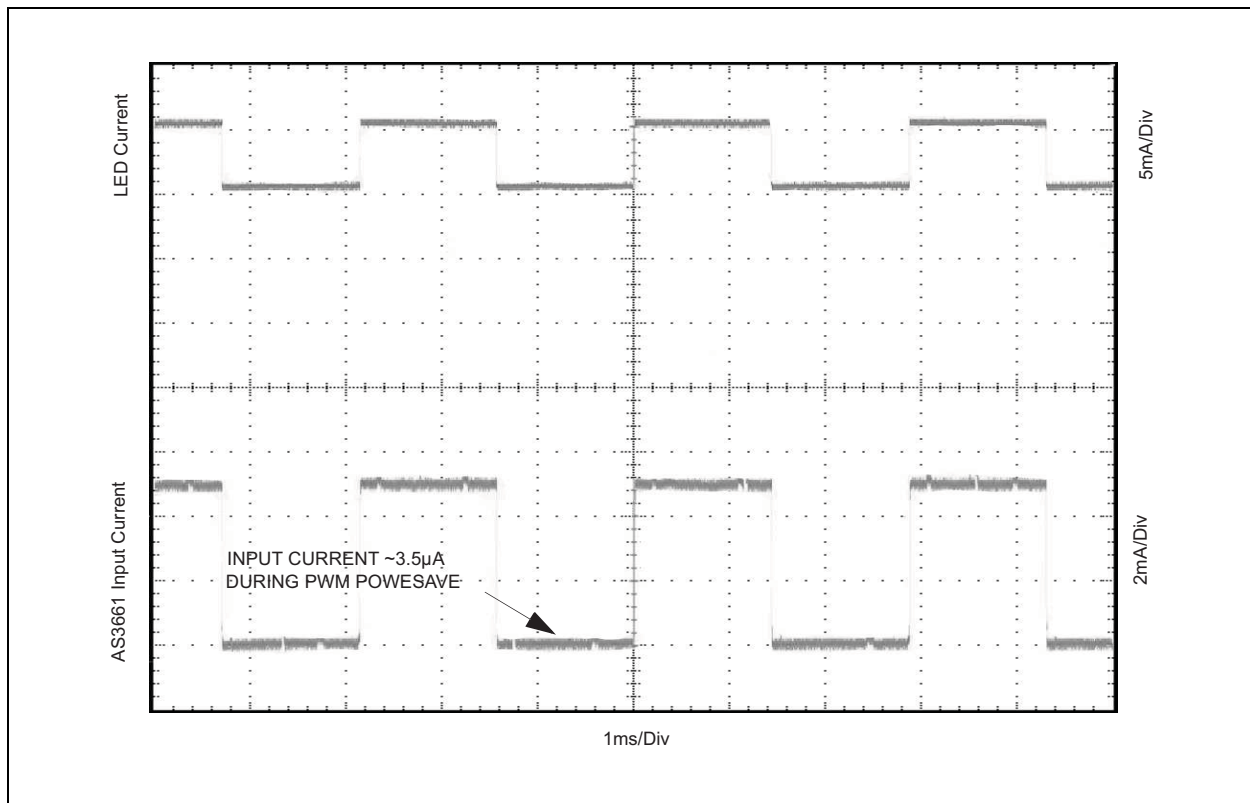 LED Current
5mA/Div
AS3661 Input Current
INPUT CURRENT ~3.5µA
DURING PWM POWESAVE
2mA/Div
1ms/Div